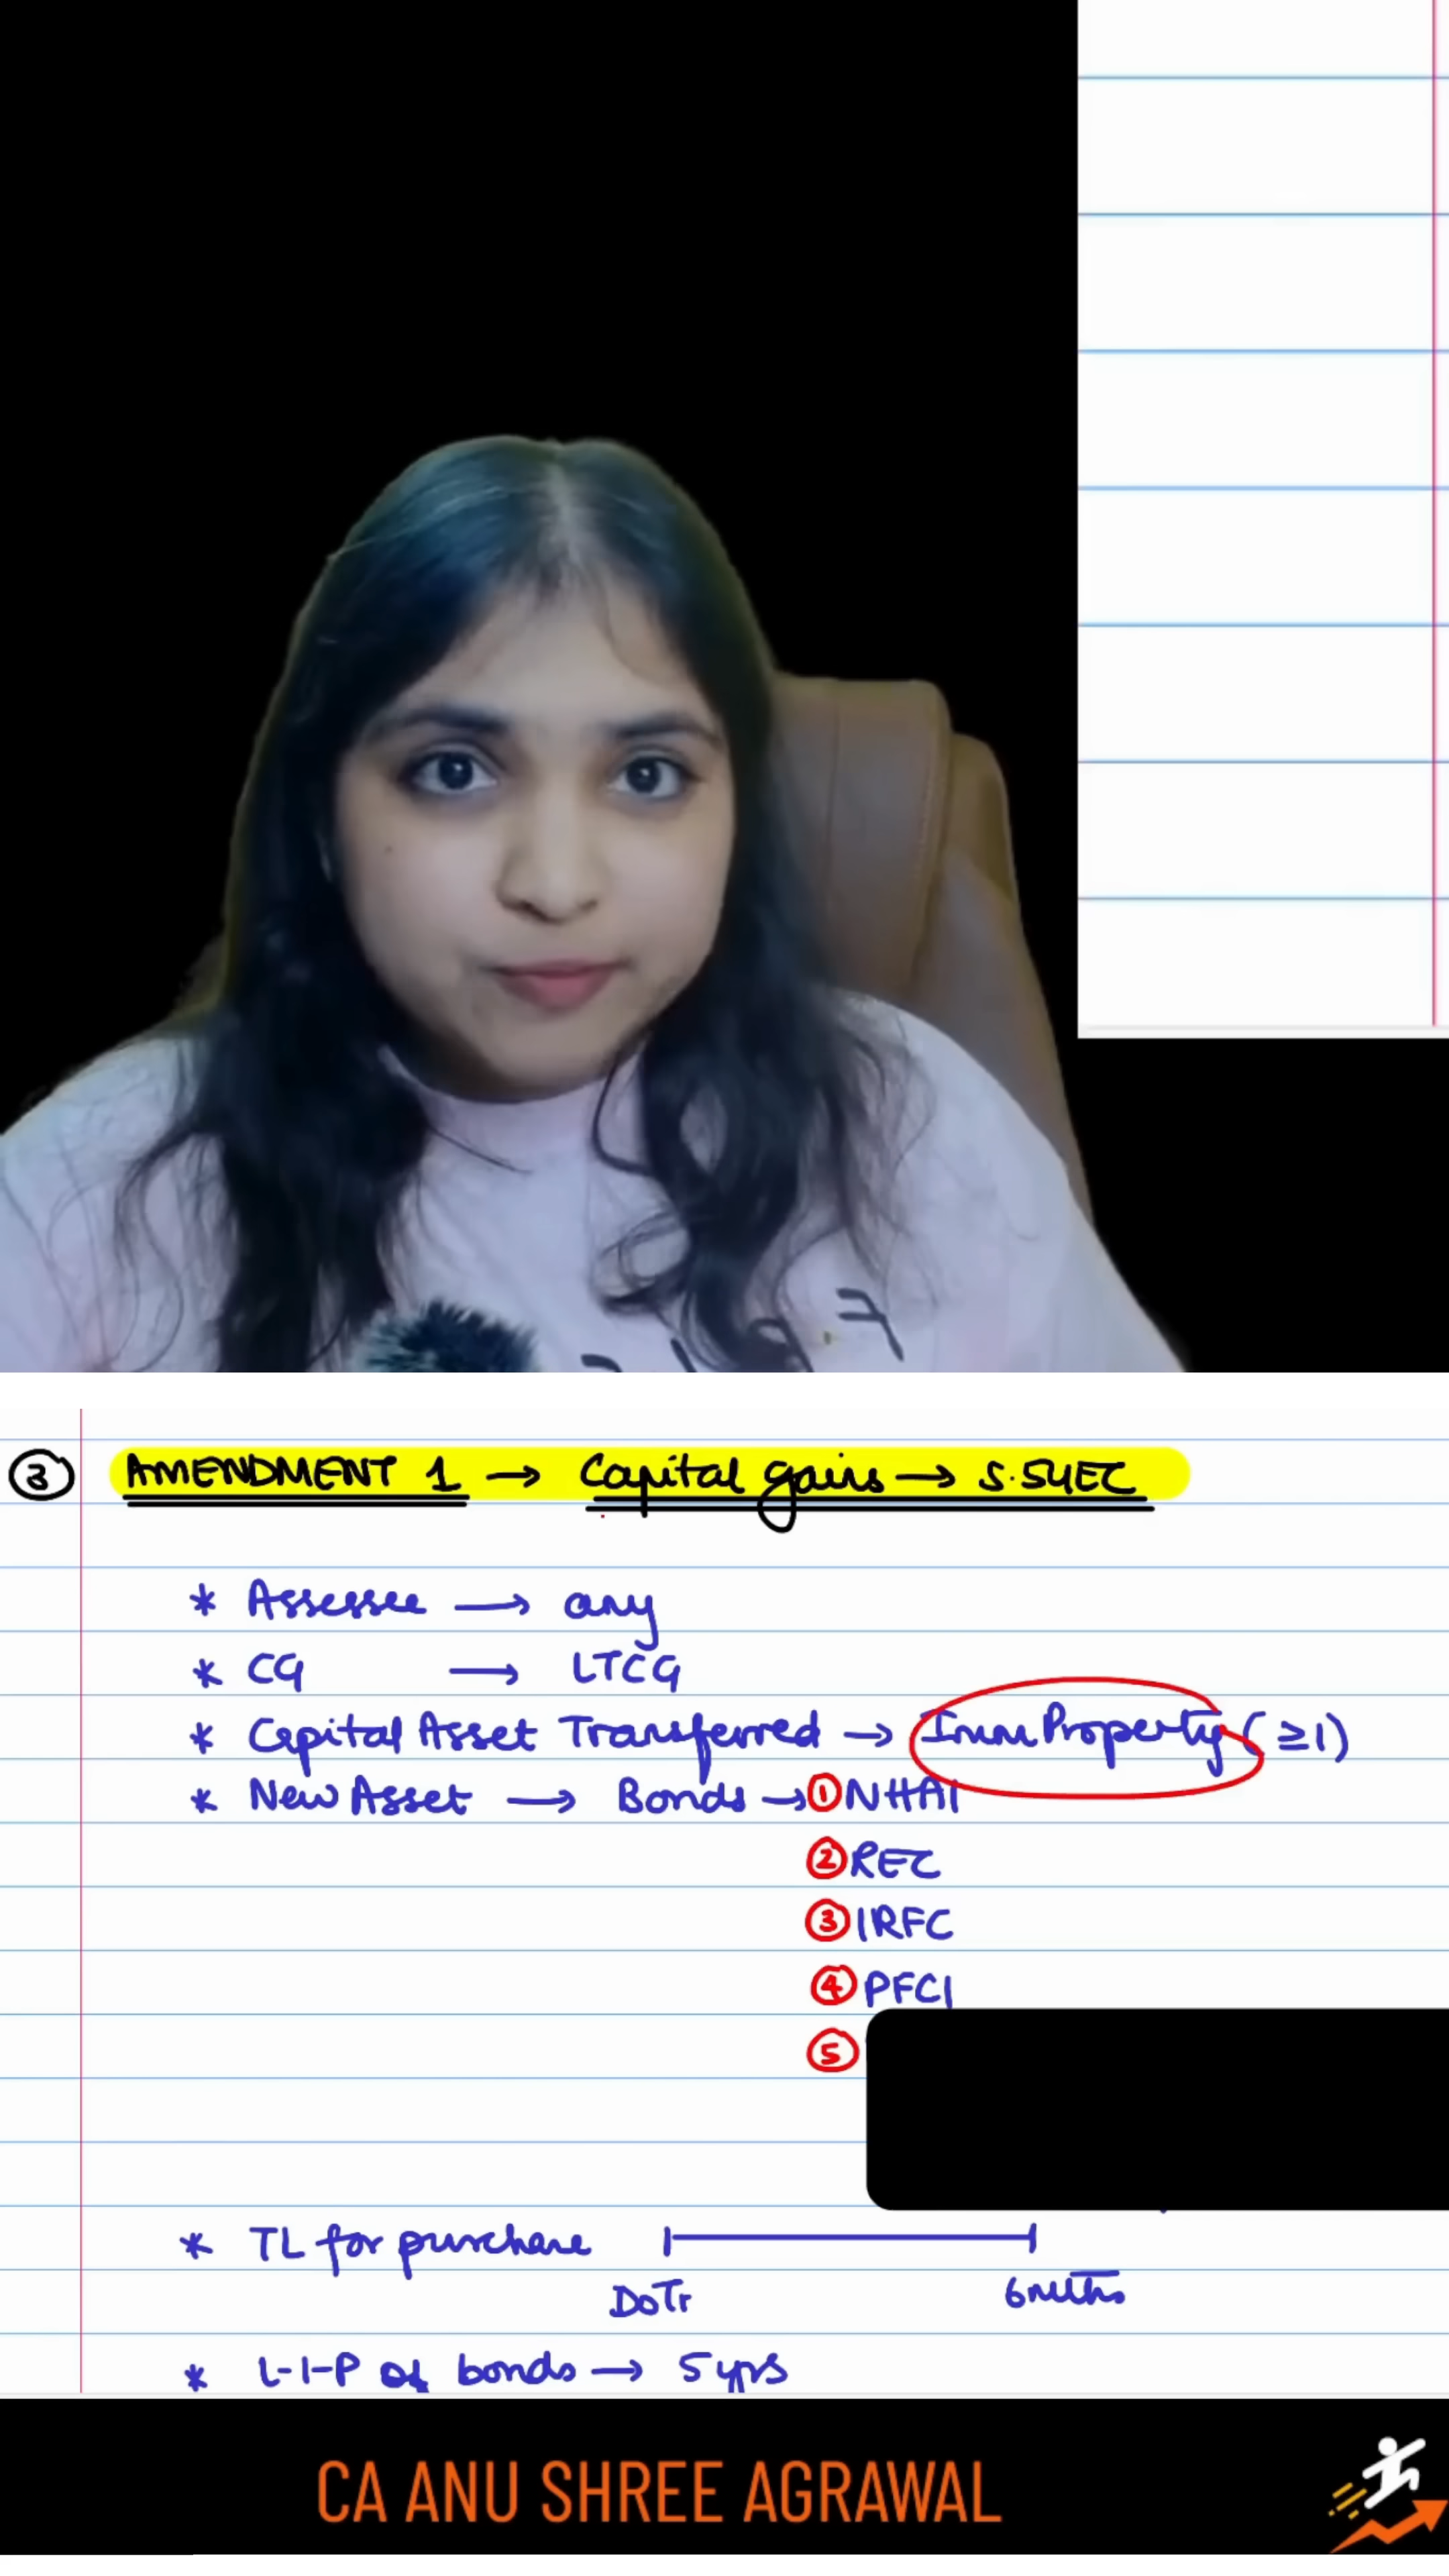 ③ AMENDMENT 1 → Capital gains → S.54EC
* Assessee → any
* CG → LTCG
* Capital Asset Transferred → Imm Property (≥1)
* New Asset → Bonds → ① NHAI
② REC
③ IRFC
④ PFCI
⑤
* TL for purchase
DoTr 6mths
* L-I-P of bonds → 5 yrs
CA ANU SHREE AGRAWAL